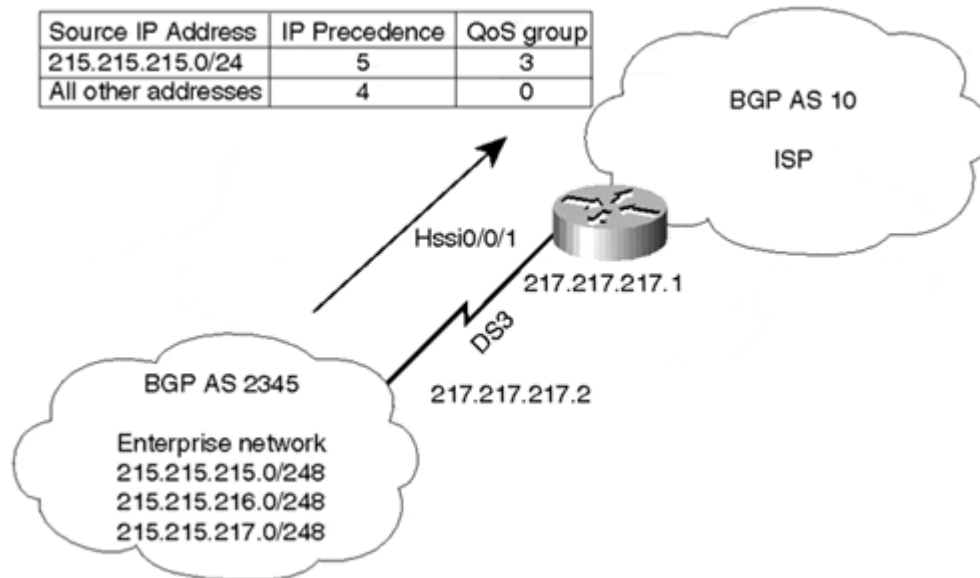 Source IP Address IP Precedence QoS group
215.215.215.0/24 5 3
All other addresses 4 0
BGP AS 10
ISP
Hssi0/0/1
217.217.217.1
DS3
217.217.217.2
BGP AS 2345
Enterprise network
215.215.215.0/248
215.215.216.0/248
215.215.217.0/248